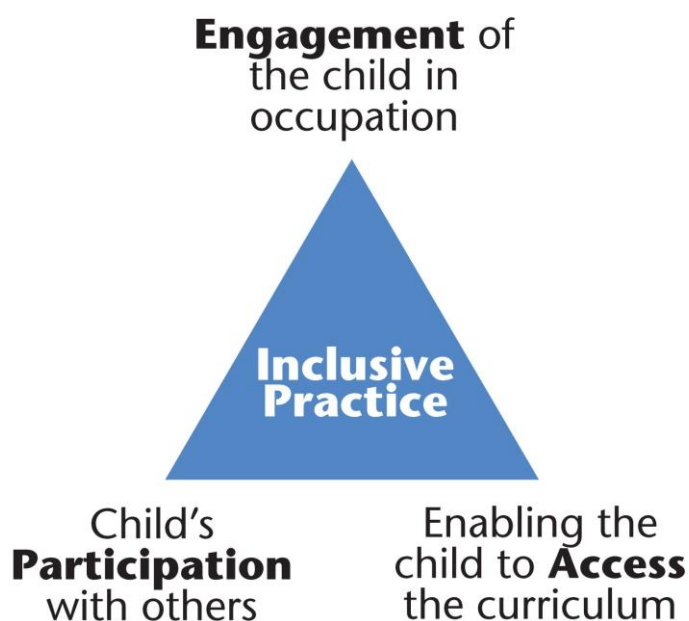 Engagement of
the child in
occupation
Inclusive
Practice
Child's
Participation
with others
Enabling the
child to Access
the curriculum